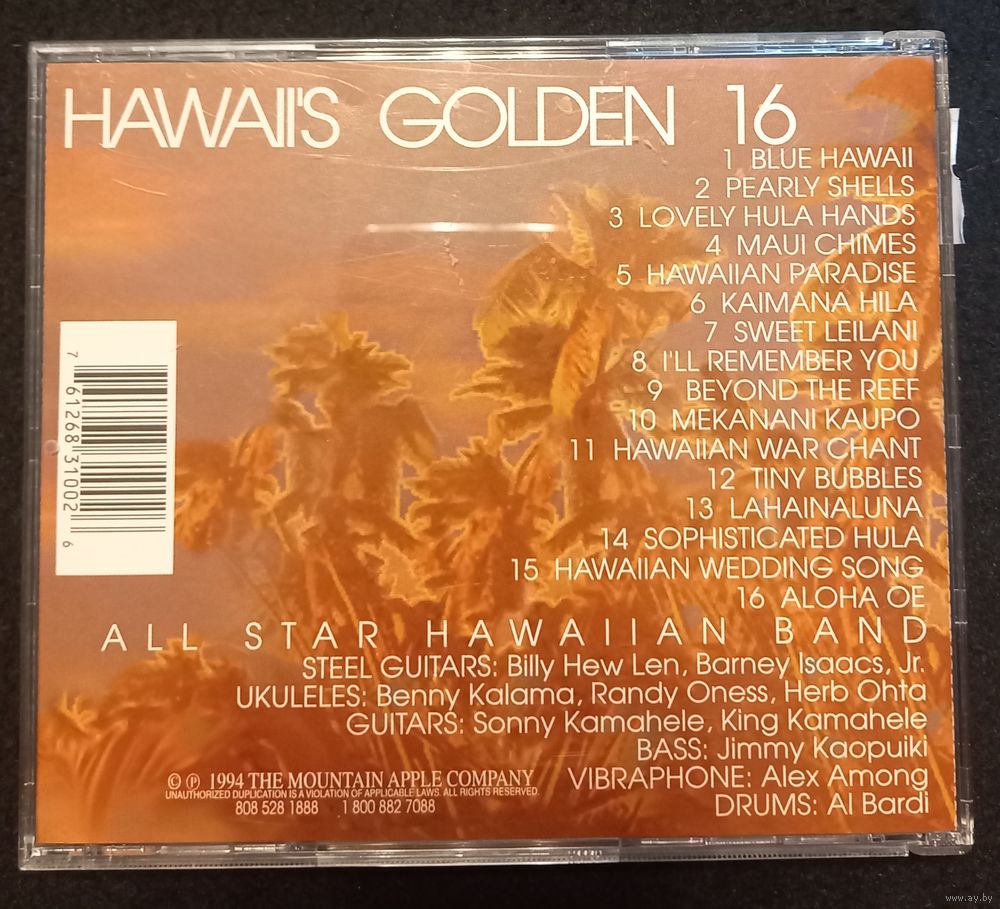 HAWAII'S GOLDEN 16
1 BLUE HAWAII
2 PEARLY SHELLS
3 LOVELY HULA HANDS
4 MAUI CHIMES
5 HAWAIIAN PARADISE
6 KAIMANA HILA
7 SWEET LEILANI
8 I'LL REMEMBER YOU
9 BEYOND THE REEF
10 MEKANANI KAUPO
11 HAWAIIAN WAR CHANT
12 TINY BUBBLES
13 LAHAINALUNA
14 SOPHISTICATED HULA
15 HAWAIIAN WEDDING SONG
16 ALOHA OE
ALL STAR HAWAIIAN BAND
STEEL GUITARS: Billy Hew Len, Barney Isaacs, Jr.
UKULELES: Benny Kalama, Randy Oness, Herb Ohta
GUITARS: Sonny Kamahele, King Kamahele
BASS: Jimmy Kaopuiki
VIBRAPHONE: Alex Among
DRUMS: Al Bardi
© ℗ 1994 THE MOUNTAIN APPLE COMPANY
UNAUTHORIZED DUPLICATION IS A VIOLATION OF APPLICABLE LAWS. ALL RIGHTS RESERVED.
808 528 1888 1 800 882 7088
7 61268 31002 6
www.ay.by